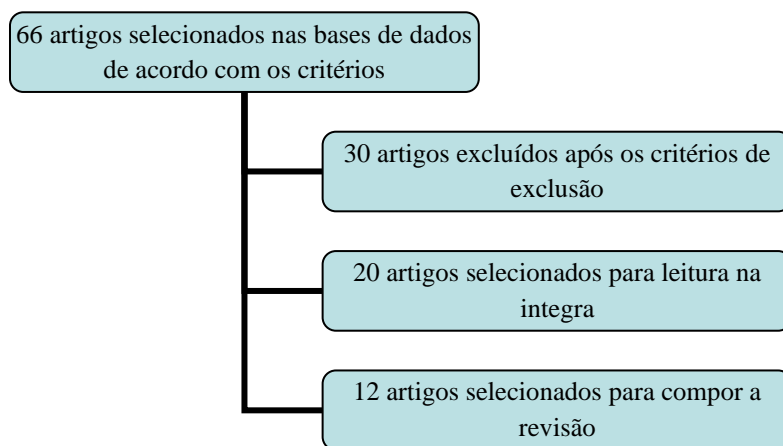 66 artigos selecionados nas bases de dados
de acordo com os critérios
30 artigos excluídos após os critérios de
exclusão
20 artigos selecionados para leitura na
integra
12 artigos selecionados para compor a
revisão